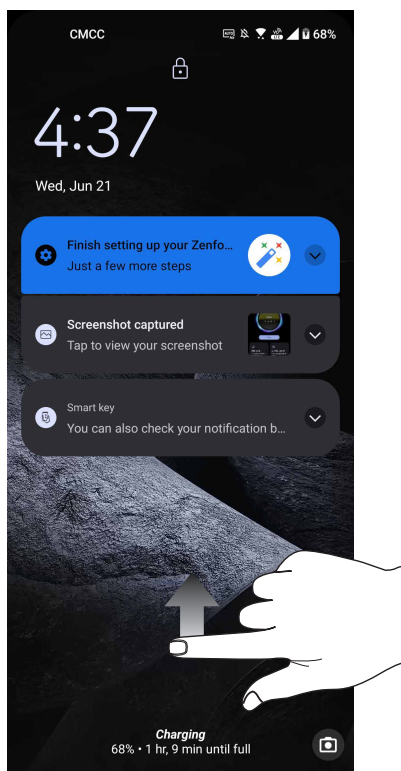 CMCC 68%
4:37
Wed, Jun 21
Finish setting up your Zenfo...
Just a few more steps
Screenshot captured
Tap to view your screenshot
Smart key
You can also check your notification b...
Charging
68% • 1 hr, 9 min until full